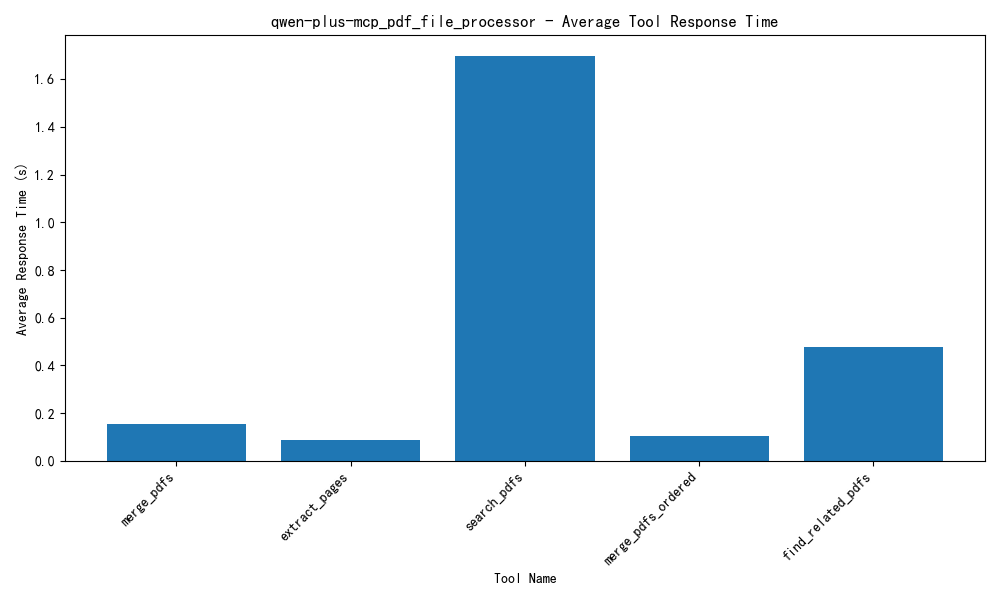 qwen-plus-mcp_pdf_file_processor - Average Tool Response Time
Average Response Time (s)
1.6
1.4
1.2
1.0
0.8
0.6
0.4
0.2
0.0
merge_pdfs
extract_pages
search_pdfs
merge_pdfs_ordered
find_related_pdfs
Tool Name